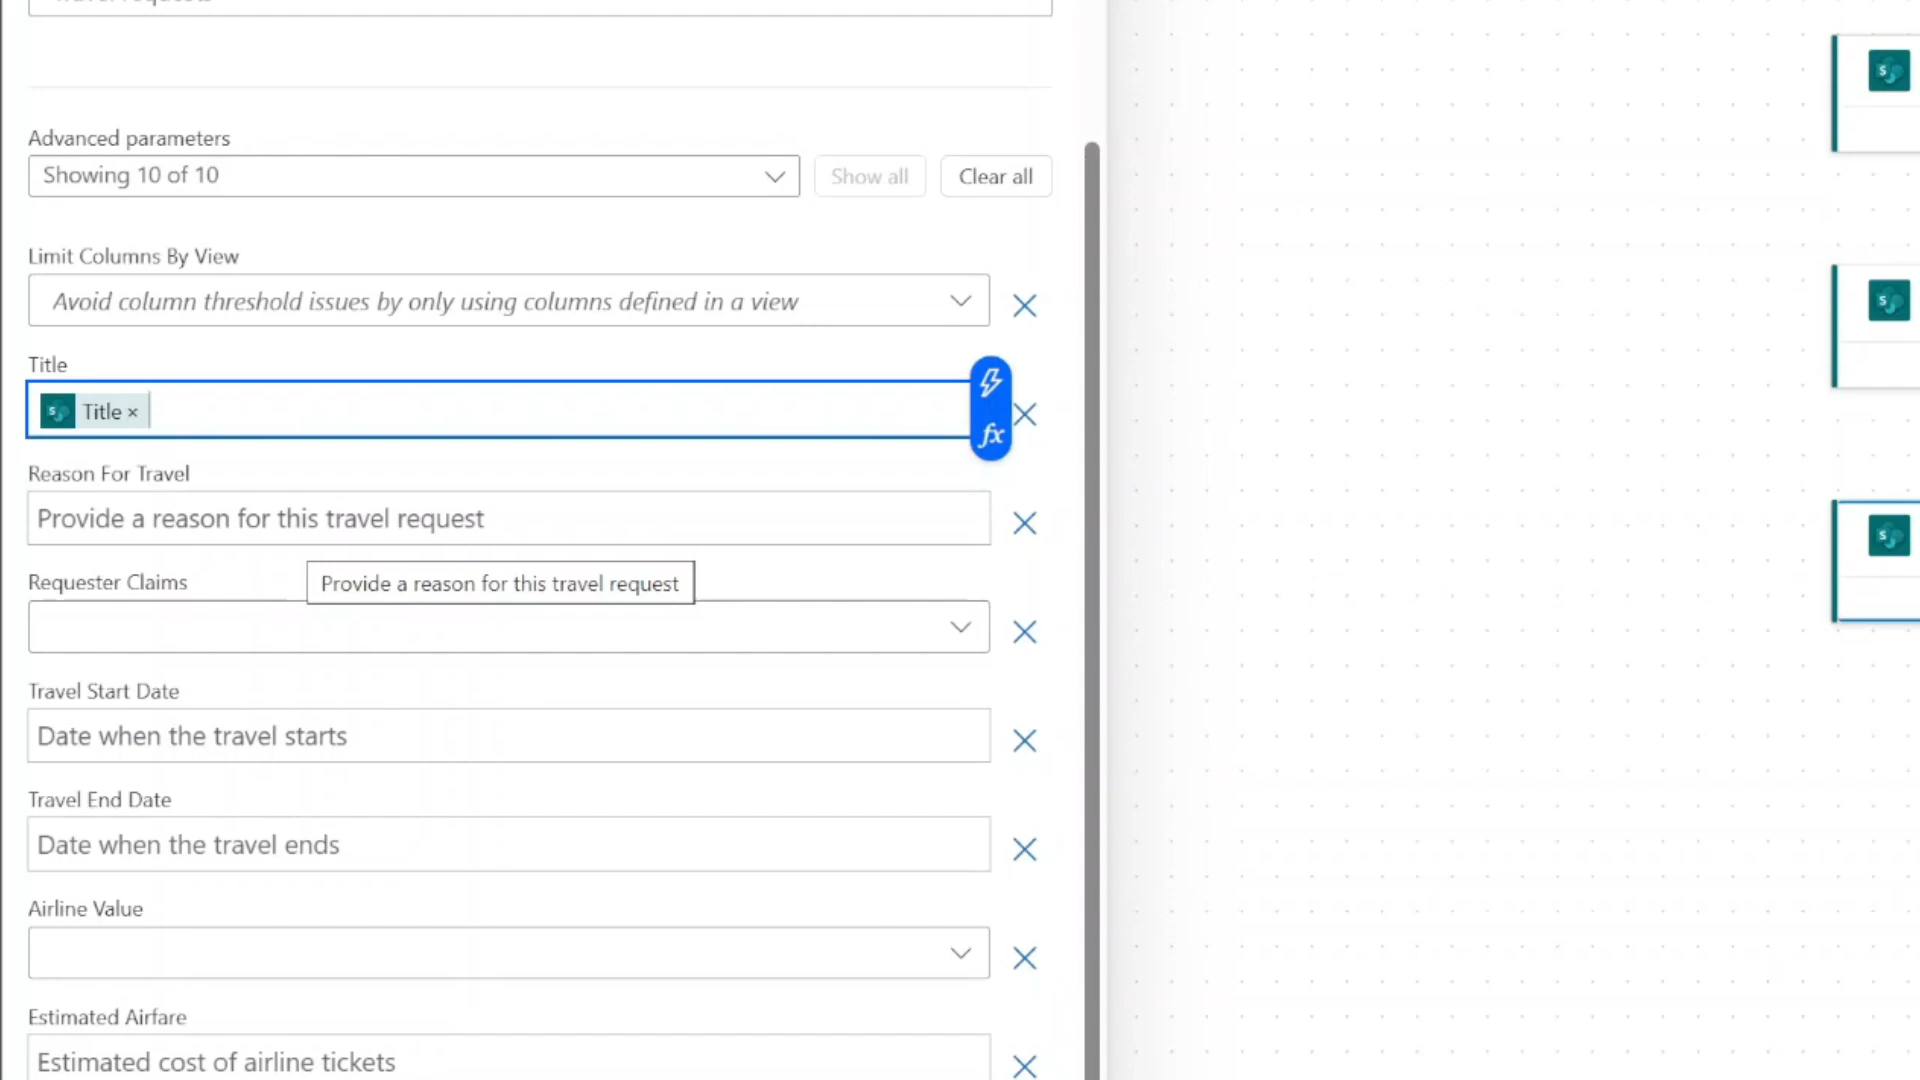 Travel requests
Advanced parameters
Showing 10 of 10
Show all
Clear all
Limit Columns By View
Avoid column threshold issues by only using columns defined in a view
Title
Title ×
fx
Reason For Travel
Provide a reason for this travel request
Requester Claims
Provide a reason for this travel request
Travel Start Date
Date when the travel starts
Travel End Date
Date when the travel ends
Airline Value
Estimated Airfare
Estimated cost of airline tickets
S
S
S
S